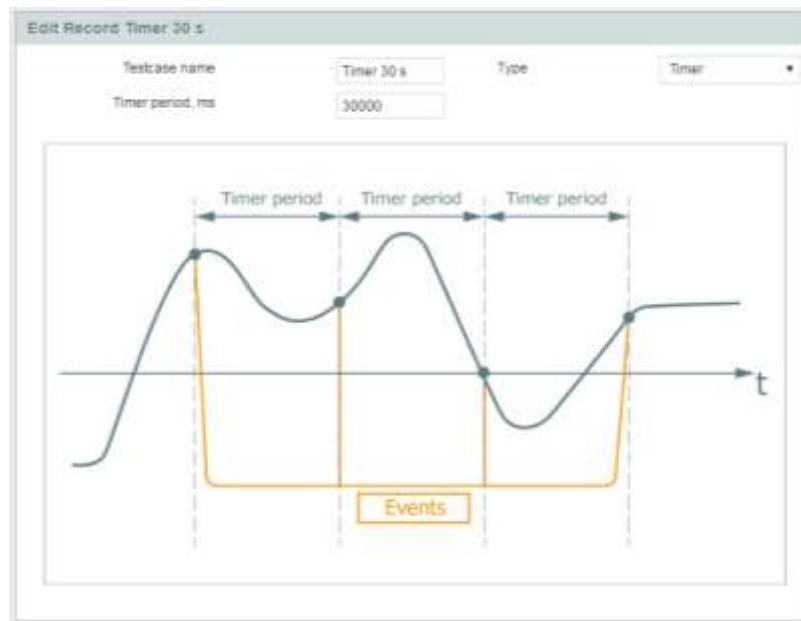 Edit Record Timer 30 s
Testcase name Timer 30 s Type Timer
Timer period, ms 30000
Timer period Timer period Timer period
t
Events